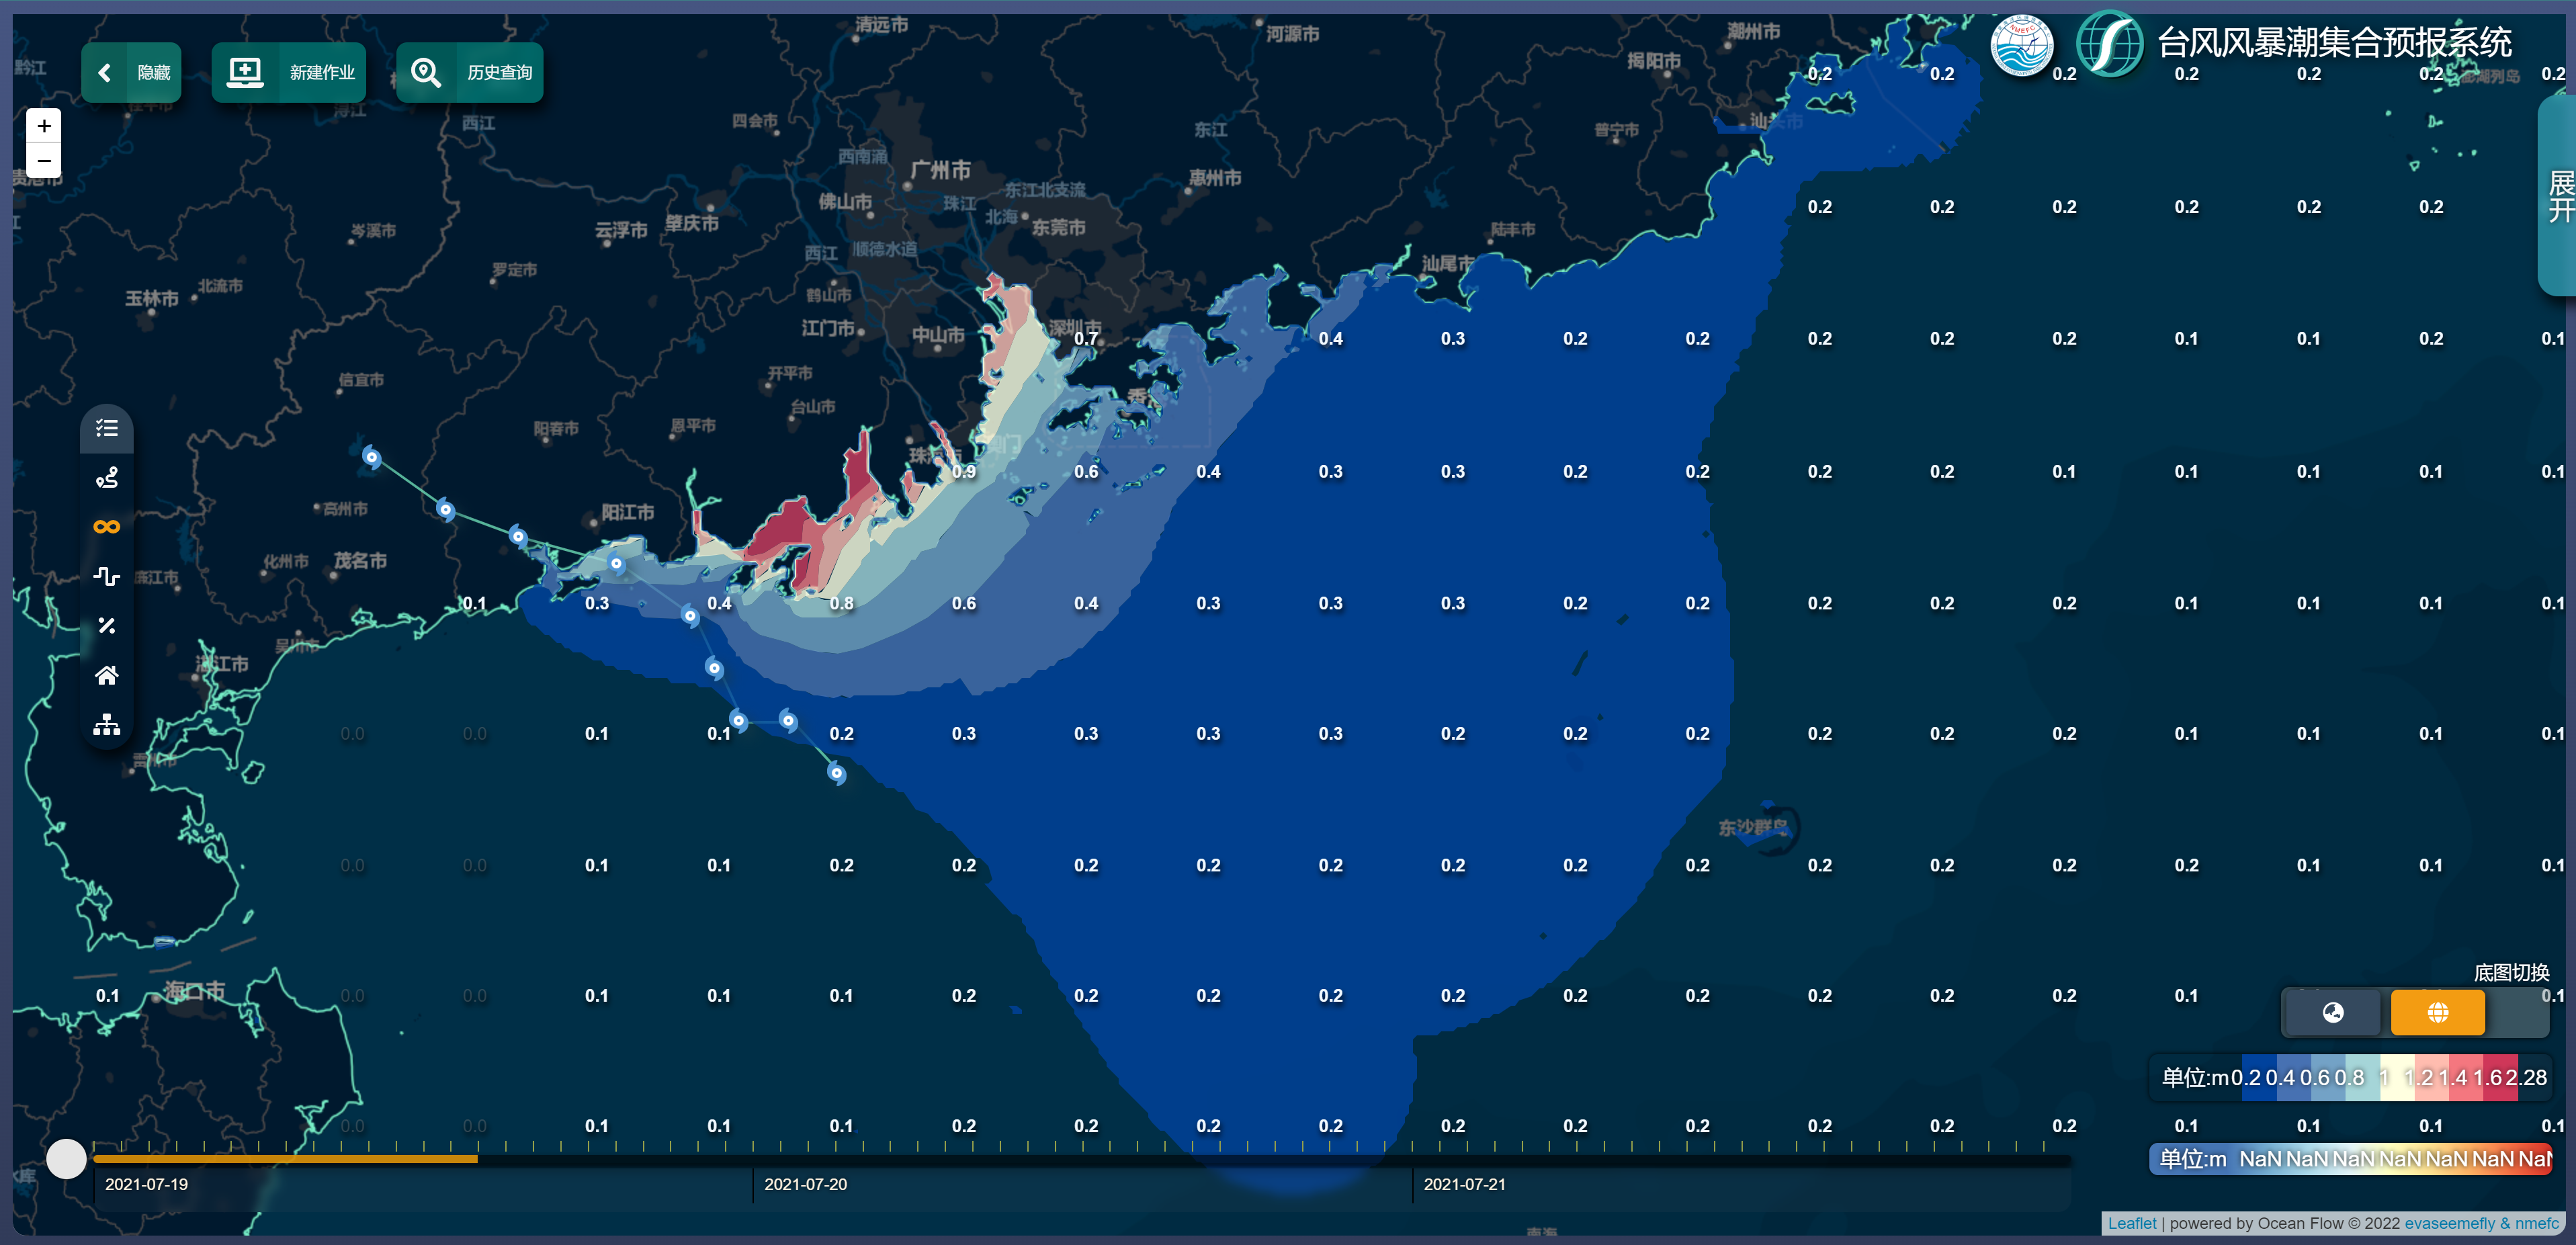 清远市
河源市
潮州市
台风风暴潮集合预报系统
隐藏
新建作业
历史查询
揭阳市
黔江
0.2 0.2 0.2 0.2 0.2 0.2 0.2
澎湖列岛
浔江
西江
四会市
东江
普宁市
汕头市
+
−
西南涌
广州市
惠州市
东江北支流
展开
佛山市
珠江
北海
东莞市
0.2 0.2 0.2 0.2 0.2 0.2
岑溪市
云浮市
肇庆市
西江
顺德水道
陆丰市
汕尾市
罗定市
玉林市
北流市
鹤山市
江门市
中山市
深圳市
0.7 0.4 0.3 0.2 0.2 0.2 0.2 0.2 0.1 0.1 0.2 0.1
信宜市
开平市
台山市
阳春市
恩平市
0.9 0.6 0.4 0.3 0.3 0.2 0.2 0.2 0.2 0.1 0.1 0.1 0.1 0.1
高州市
阳江市
化州市
茂名市
廉江市
0.1 0.3 0.4 0.8 0.6 0.4 0.3 0.3 0.3 0.2 0.2 0.2 0.2 0.2 0.1 0.1 0.1 0.1
吴川市
湛江市
0.0 0.0 0.1 0.1 0.2 0.3 0.3 0.3 0.3 0.2 0.2 0.2 0.2 0.2 0.2 0.1 0.1 0.1 0.1
雷州市
东沙群岛
0.0 0.0 0.1 0.1 0.2 0.2 0.2 0.2 0.2 0.2 0.2 0.2 0.2 0.2 0.2 0.2 0.1 0.1 0.1
底图切换
海口市
0.1 0.0 0.0 0.1 0.1 0.1 0.2 0.2 0.2 0.2 0.2 0.2 0.2 0.2 0.2 0.2 0.1 0.1
单位:m 0.2 0.4 0.6 0.8 1 1.2 1.4 1.6 2.28
0.0 0.0 0.1 0.1 0.1 0.2 0.2 0.2 0.2 0.2 0.2 0.2 0.2 0.2 0.2 0.1 0.1 0.1 0.1
单位:m NaN NaN NaN NaN NaN NaN NaN
2021-07-19
2021-07-20
2021-07-21
Leaflet | powered by Ocean Flow © 2022 evaseemefly & nmefc
南海